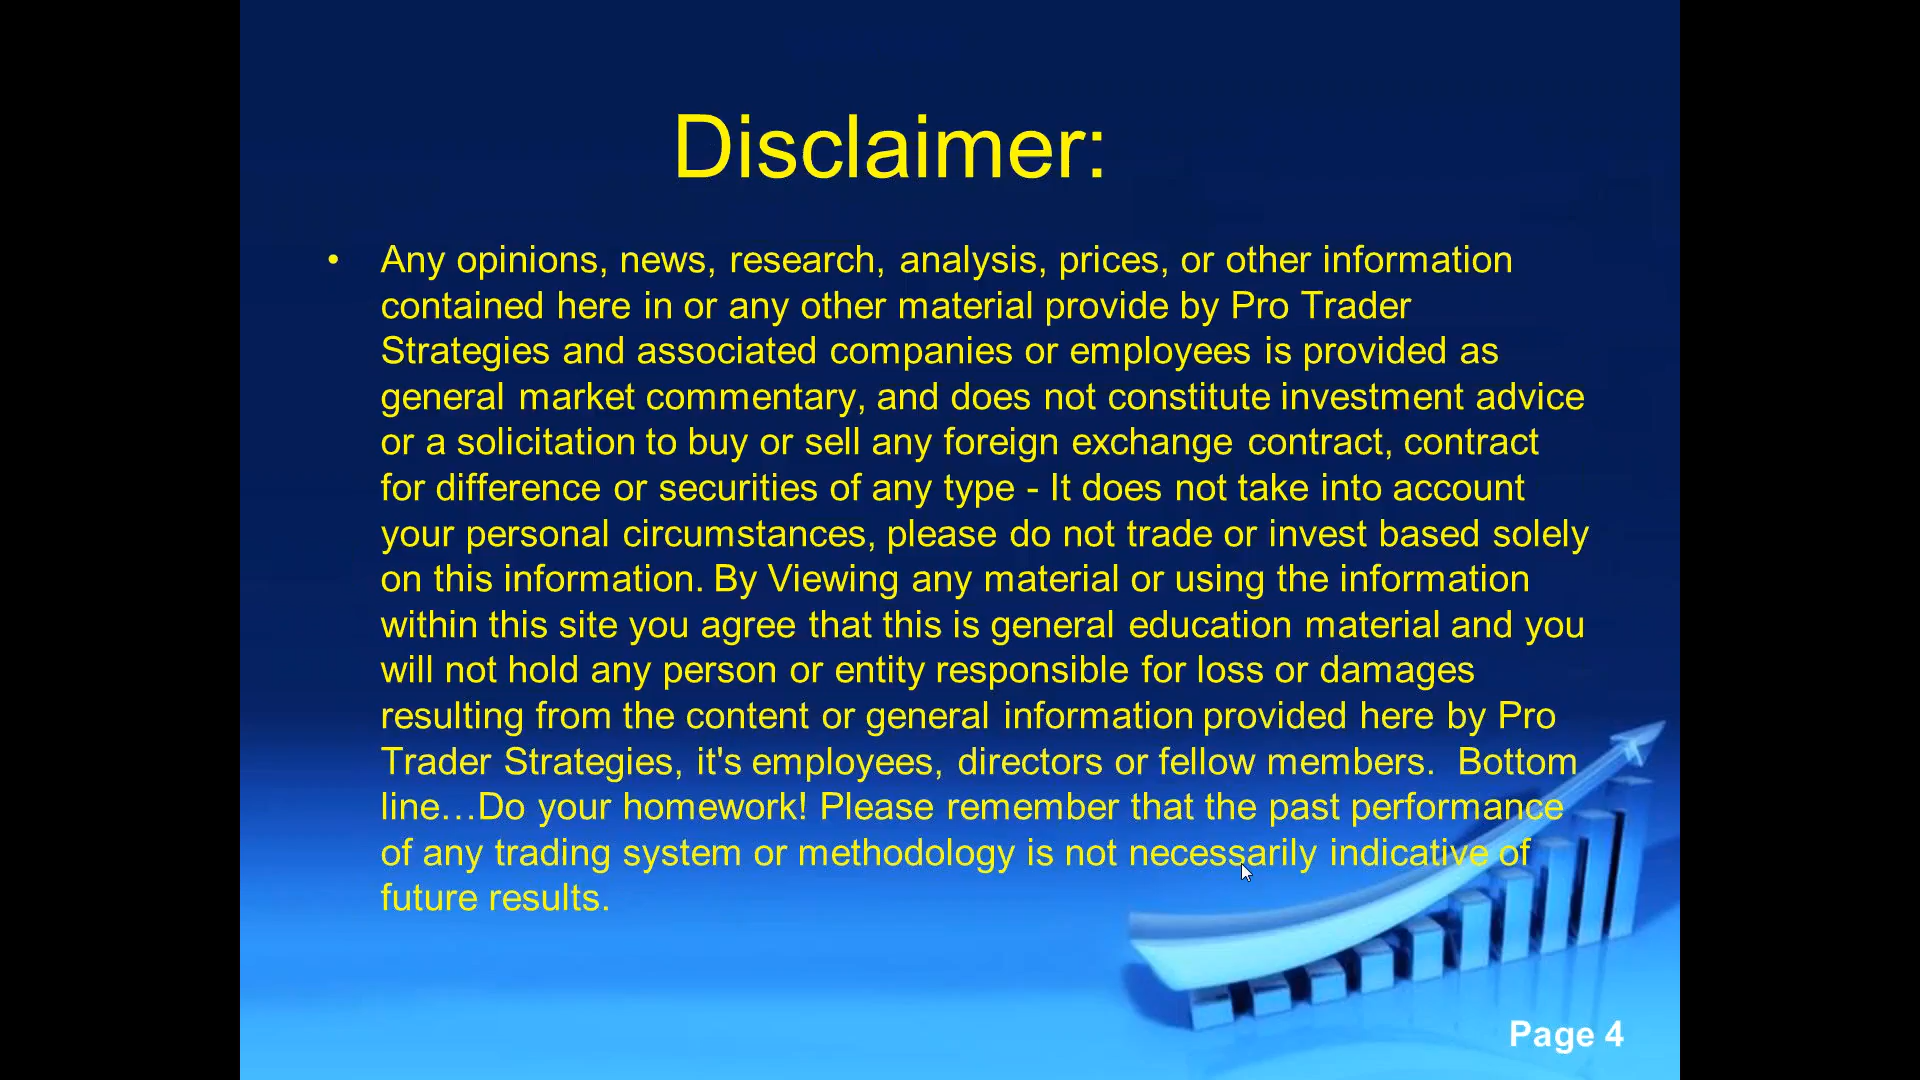 Disclaimer:
• Any opinions, news, research, analysis, prices, or other information
contained here in or any other material provide by Pro Trader
Strategies and associated companies or employees is provided as
general market commentary, and does not constitute investment advice
or a solicitation to buy or sell any foreign exchange contract, contract
for difference or securities of any type - It does not take into account
your personal circumstances, please do not trade or invest based solely
on this information. By Viewing any material or using the information
within this site you agree that this is general education material and you
will not hold any person or entity responsible for loss or damages
resulting from the content or general information provided here by Pro
Trader Strategies, it's employees, directors or fellow members.  Bottom
line…Do your homework! Please remember that the past performance
of any trading system or methodology is not necessarily indicative of
future results.
Page 4